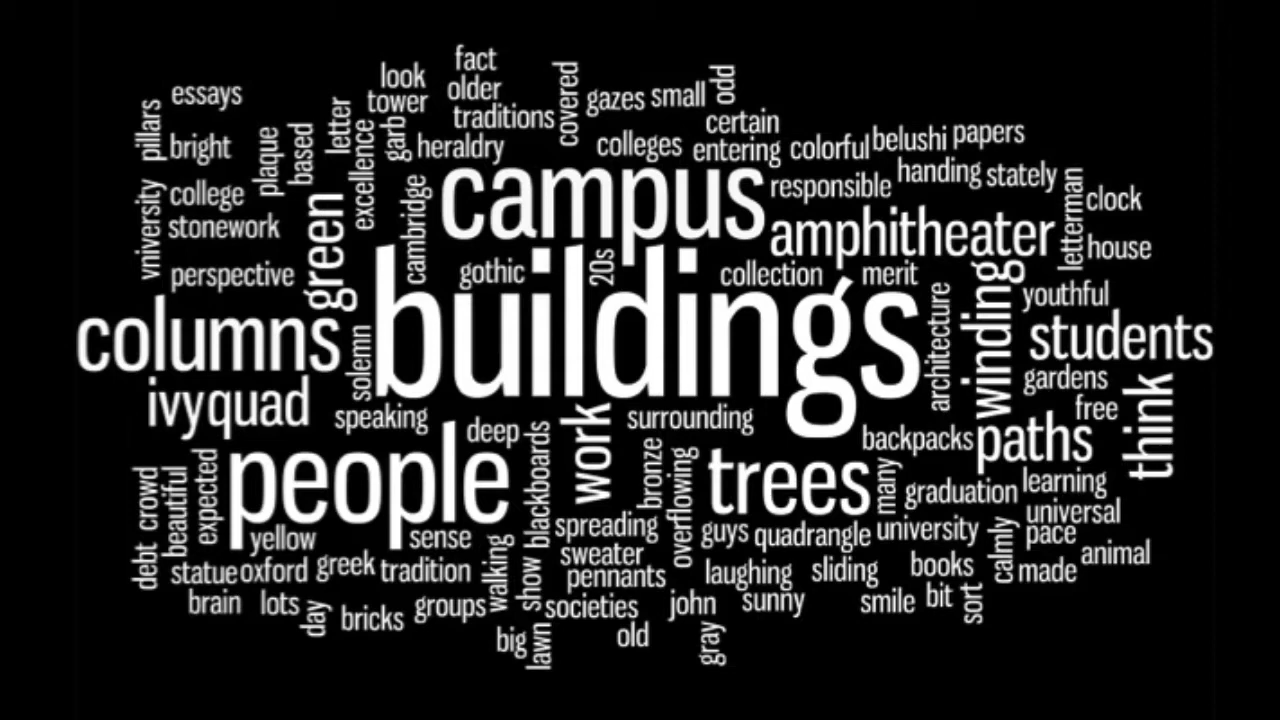 fact
look
older
tower
essays
covered
gazes
small
odd
traditions
letter
pillars
bright
plaque
based
excellence
garb
heraldry
colleges
certain
entering
colorful
belushi
papers
college
stonework
cambridge
campus
responsible
handing
stately
letterman
clock
vniversity
green
amphitheater
house
perspective
gothic
20s
collection
merit
youthful
columns
solemn
buildings
architecture
winding
students
gardens
free
think
ivyquad
speaking
deep
work
surrounding
backpacks
paths
crowd
debt
beautiful
expected
people
blackboards
bronze
overflowing
trees
many
graduation
learning
universal
yellow
sense
spreading
guys
quadrangle
university
calmly
pace
animal
statue
oxford
greek
tradition
walking
show
sweater
pennants
laughing
sliding
books
made
brain
lots
day
bricks
groups
societies
john
sunny
smile
bit
sort
big
lawn
old
gray